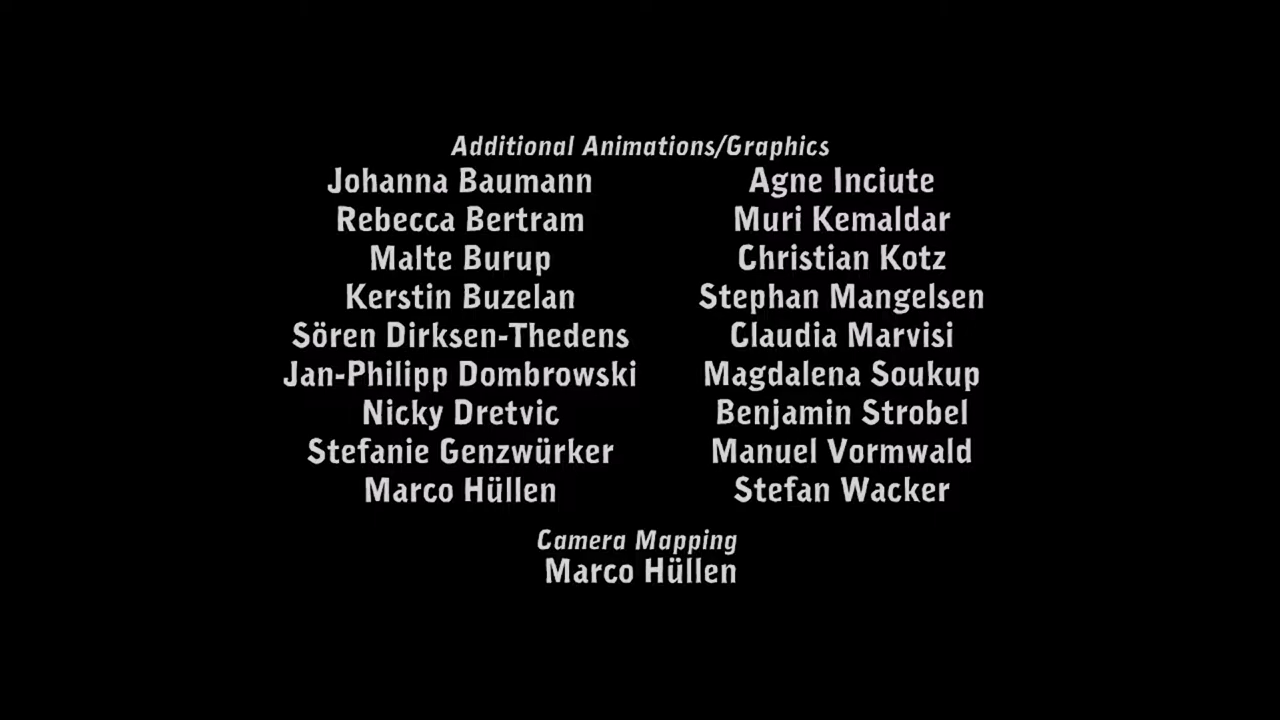 Additional Animations/Graphics
Johanna Baumann
Rebecca Bertram
Malte Burup
Kerstin Buzelan
Sören Dirksen-Thedens
Jan-Philipp Dombrowski
Nicky Dretvic
Stefanie Genzwürker
Marco Hüllen
Agne Inciute
Muri Kemaldar
Christian Kotz
Stephan Mangelsen
Claudia Marvisi
Magdalena Soukup
Benjamin Strobel
Manuel Vormwald
Stefan Wacker
Camera Mapping
Marco Hüllen